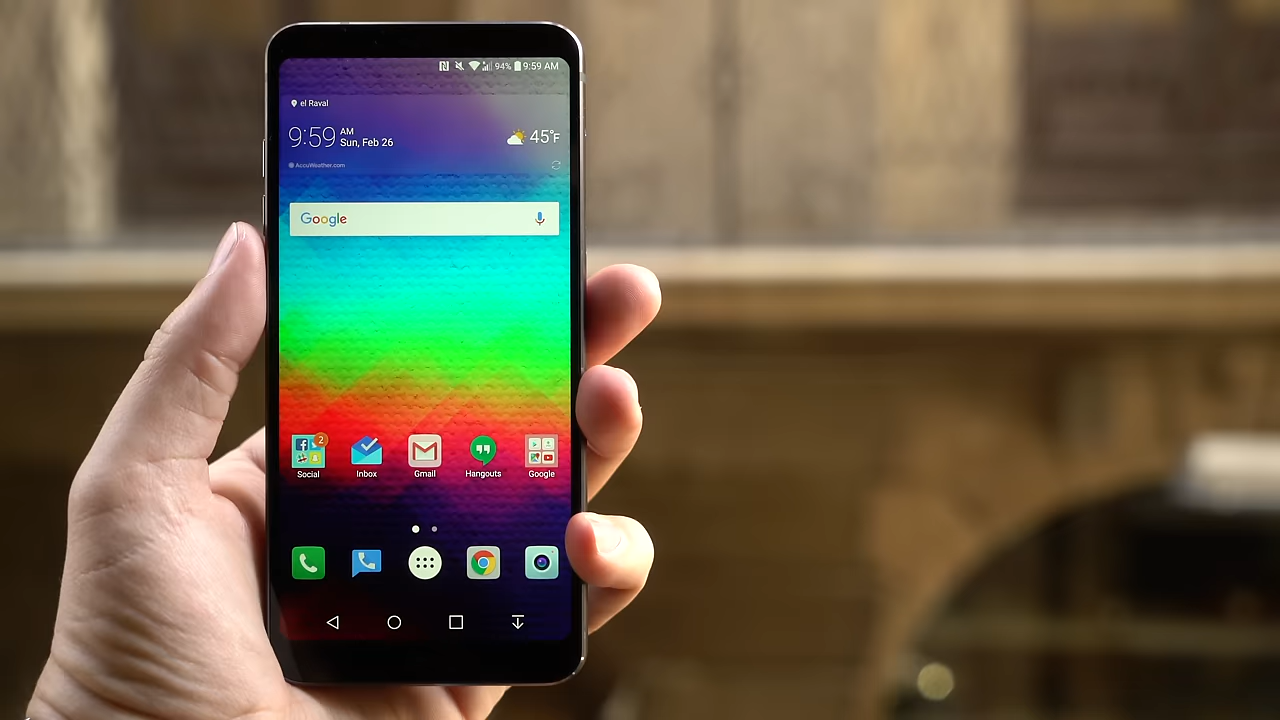 94% 9:59 AM
el Raval
9:59 AM
Sun, Feb 26
45°F
AccuWeather.com
Google
2
Social
Inbox
Gmail
Hangouts
Google